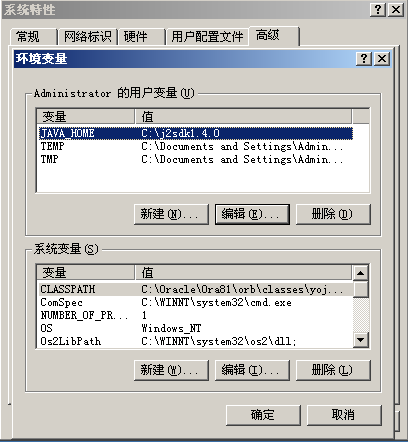 系统特性
常规 网络标识 硬件 用户配置文件 高级
环境变量
Administrator 的用户变量(U)
变量 值
JAVA_HOME C:\j2sdk1.4.0
TEMP C:\Documents and Settings\Admin...
TMP C:\Documents and Settings\Admin...
新建(N)... 编辑(E)... 删除(D)
系统变量(S)
变量 值
CLASSPATH C:\Oracle\Ora81\orb\classes\yoj...
ComSpec C:\WINNT\system32\cmd.exe
NUMBER_OF_PR... 1
OS Windows_NT
Os2LibPath C:\WINNT\system32\os2\dll;
新建(W)... 编辑(I)... 删除(L)
确定 取消